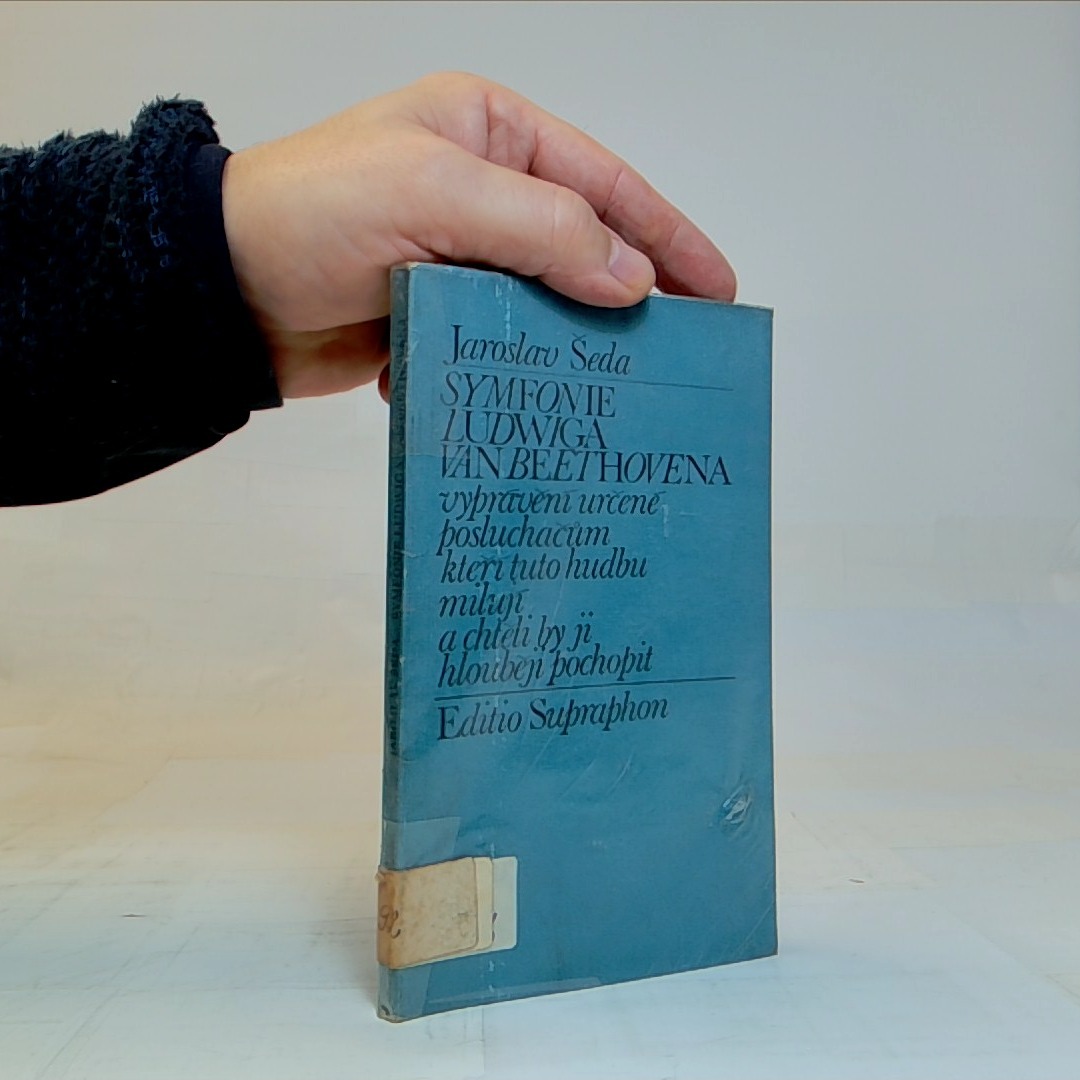 Jaroslav Šeda
SYMFONIE
LUDWIGA
VAN BEETHOVENA
vyprávění určené
posluchačům
kteří tuto hudbu
milují
a chtěli by ji
hlouběji pochopit
Editio Supraphon